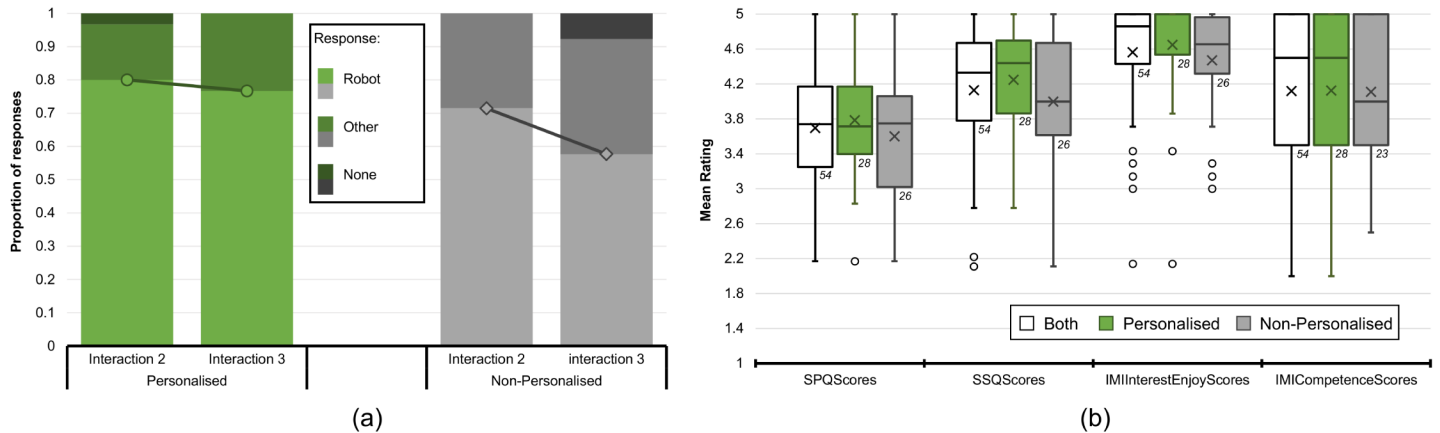 Proportion of responses
1
0.9
0.8
0.7
0.6
0.5
0.4
0.3
0.2
0.1
0
Response:
Robot
Other
None
Interaction 2
Interaction 3
Interaction 2
interaction 3
Personalised
Non-Personalised
(a)
Mean Rating
5
4.6
4.2
3.8
3.4
3
2.6
2.2
1.8
1.4
1
54
28
26
54
28
26
54
28
26
54
28
23
Both
Personalised
Non-Personalised
SPQScores
SSQScores
IMIInterestEnjoyScores
IMICompetenceScores
(b)